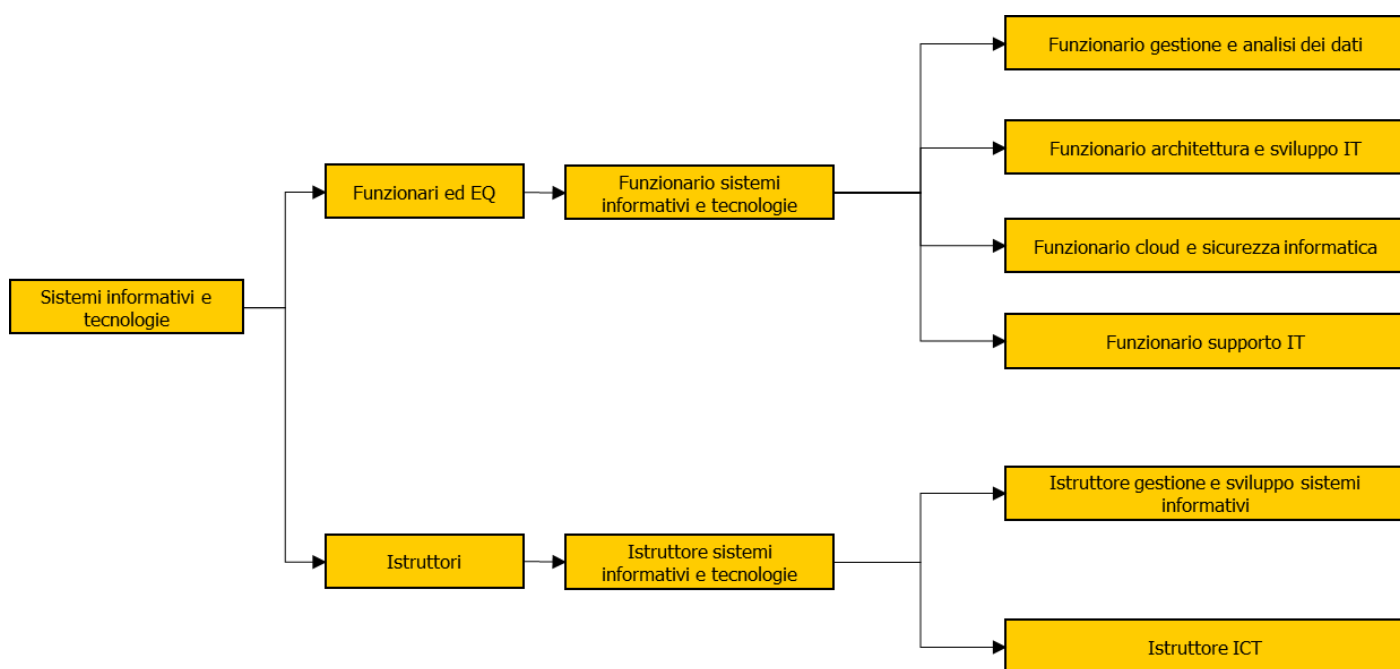 Funzionario gestione e analisi dei dati
Funzionario architettura e sviluppo IT
Funzionari ed EQ
Funzionario sistemi
informativi e tecnologie
Funzionario cloud e sicurezza informatica
Sistemi informativi e
tecnologie
Funzionario supporto IT
Istruttore gestione e sviluppo sistemi
informativi
Istruttori
Istruttore sistemi
informativi e tecnologie
Istruttore ICT